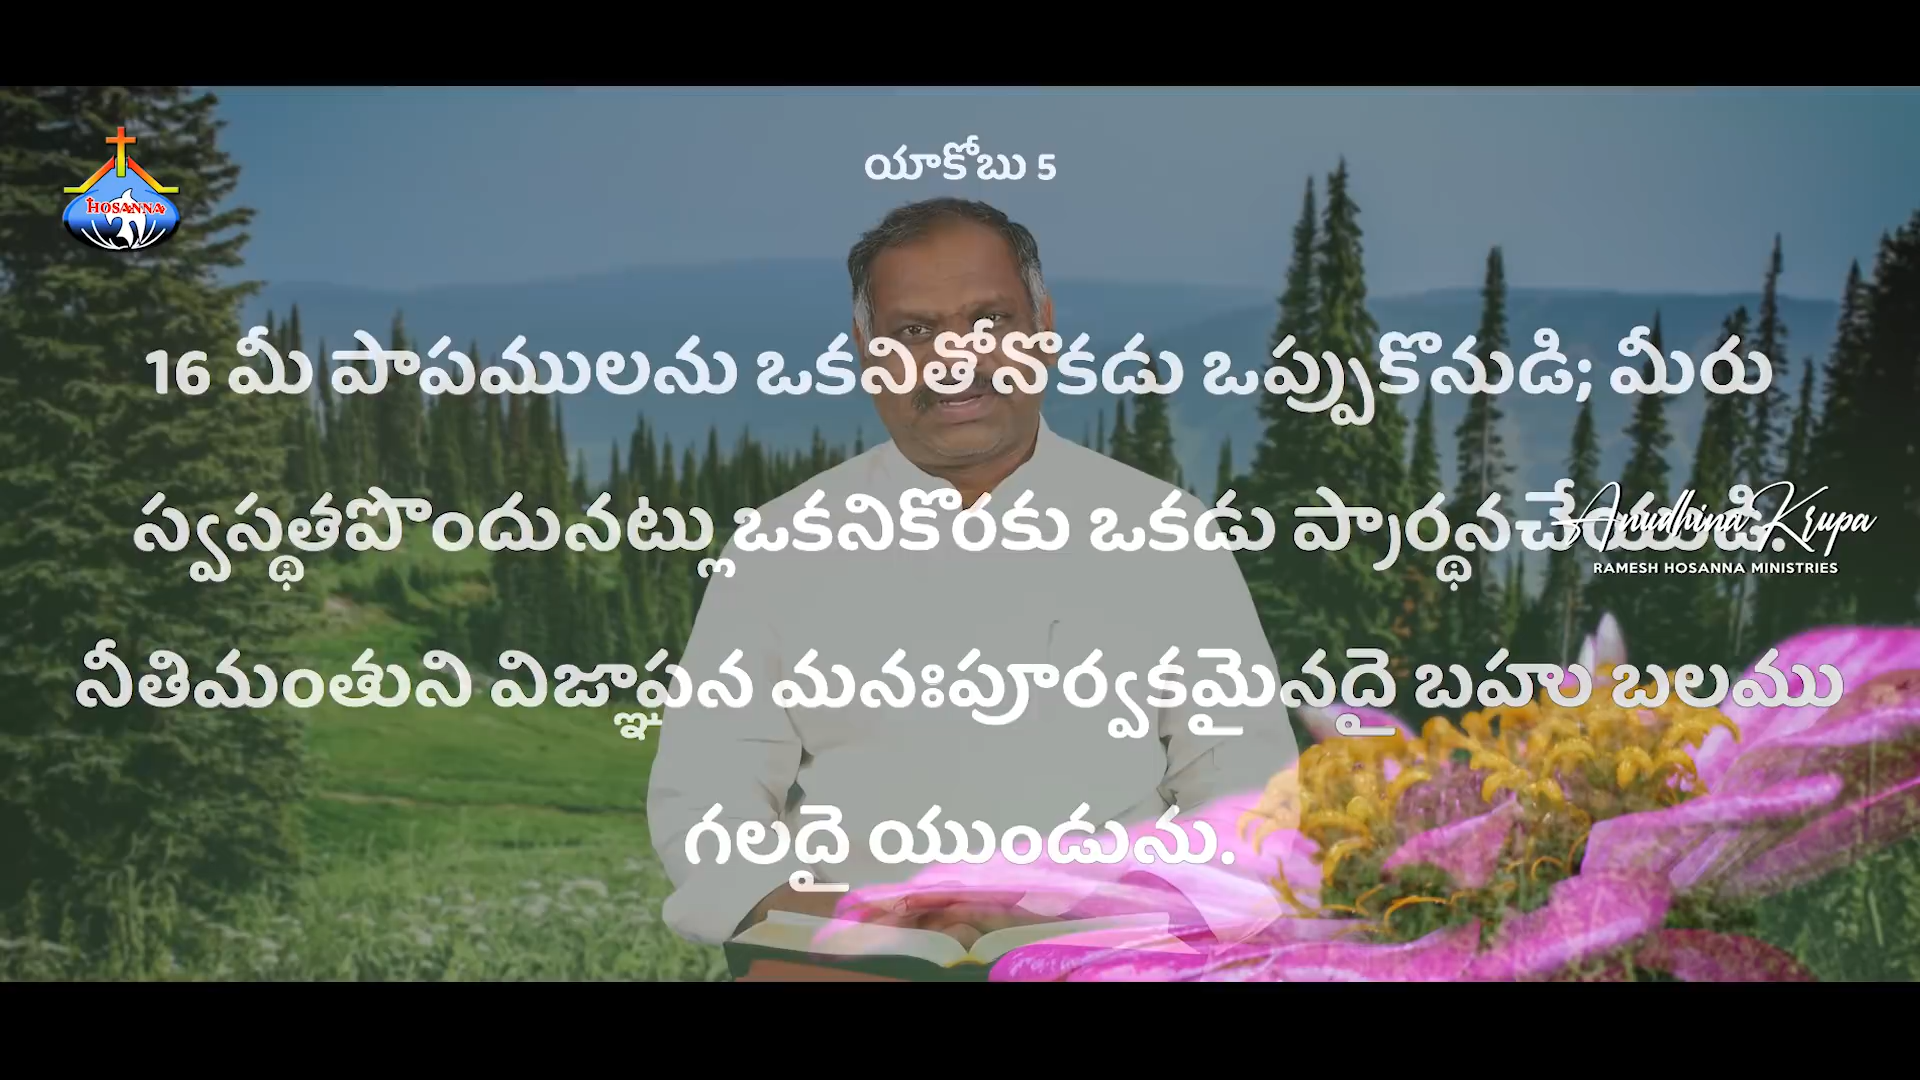 యాకోబు 5
HOSANNA
16 మీ పాపములను ఒకనితోనొకడు ఒప్పుకొనుడి; మీరు
స్వస్థతపొందునట్లు ఒకనికొరకు ఒకడు ప్రార్థనచేయుడి.
Anudhina Krupa
RAMESH HOSANNA MINISTRIES
నీతిమంతుని విజ్ఞాపన మనఃపూర్వకమైనదై బహు బలము
గలదై యుండును.